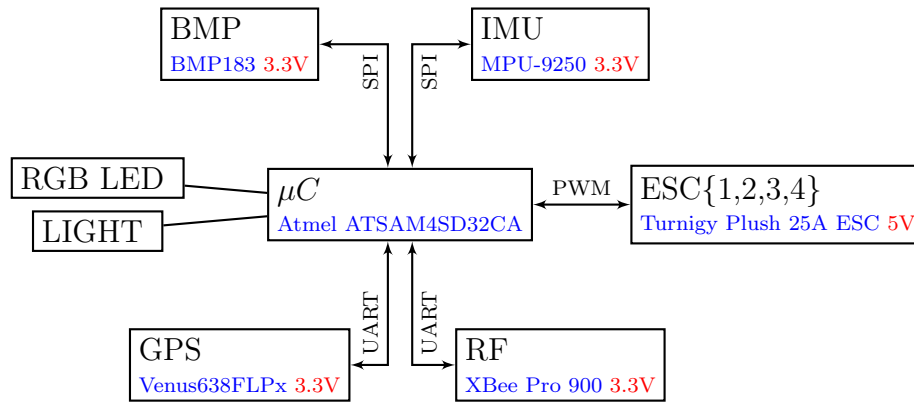 BMP
BMP183 3.3V
IMU
MPU-9250 3.3V
SPI
SPI
RGB LED
LIGHT
μC
Atmel ATSAM4SD32CA
PWM
ESC{1,2,3,4}
Turnigy Plush 25A ESC 5V
UART
UART
GPS
Venus638FLPx 3.3V
RF
XBee Pro 900 3.3V